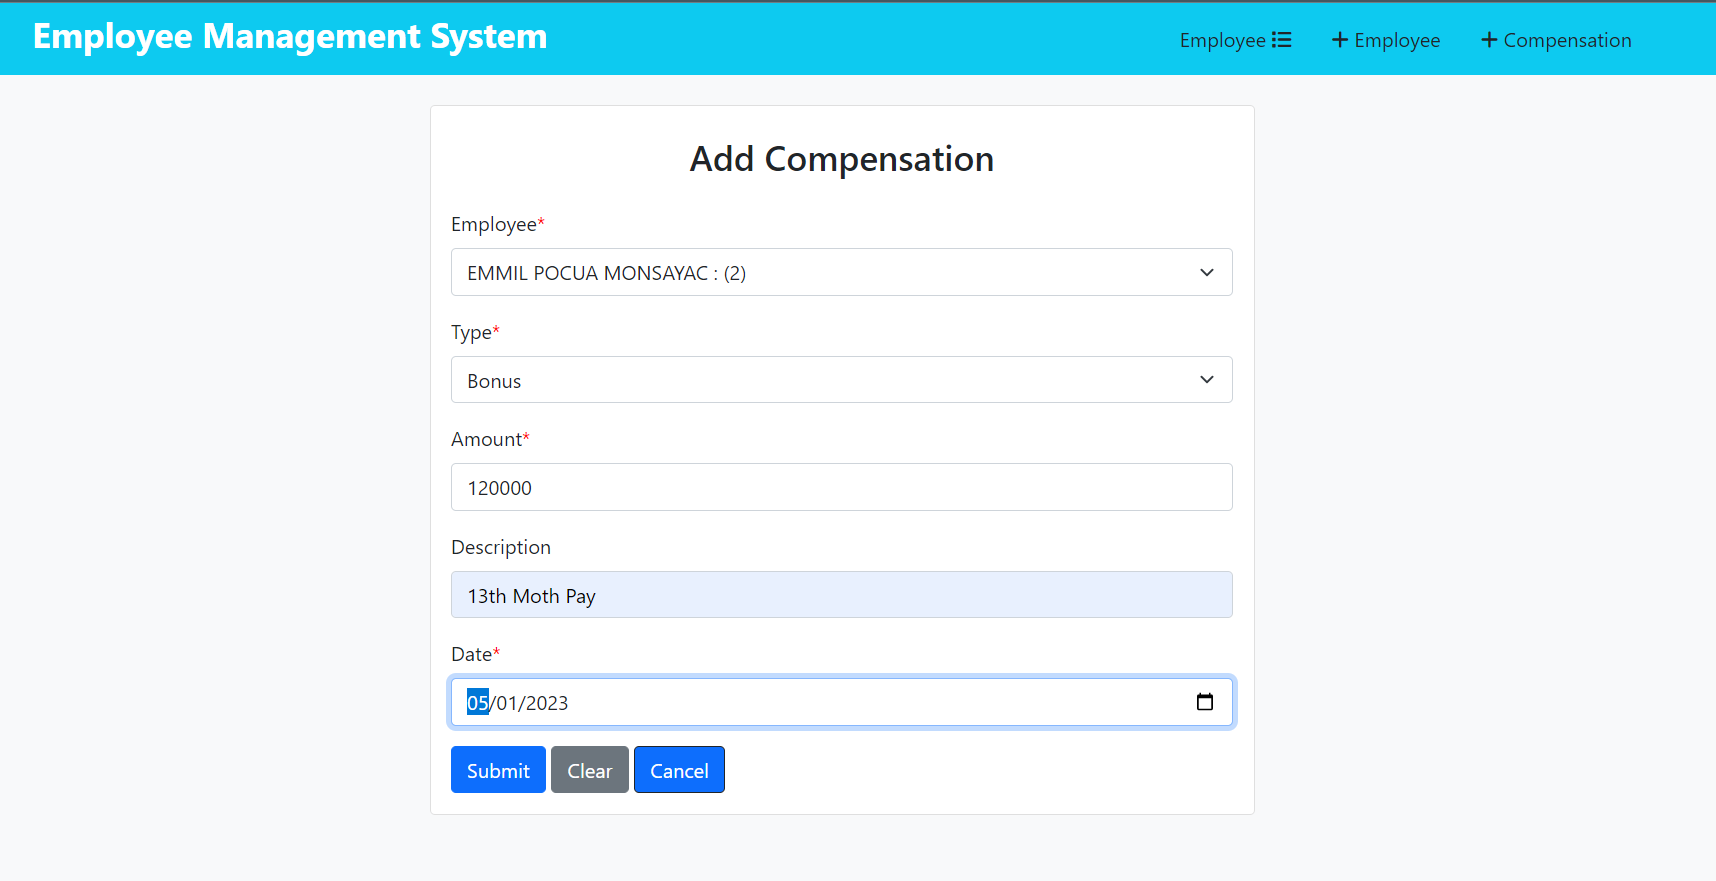 Employee Management System
Employee
+ Employee
+ Compensation
Add Compensation
Employee*
EMMIL POCUA MONSAYAC : (2)
Type*
Bonus
Amount*
120000
Description
13th Moth Pay
Date*
05/01/2023
Submit Clear Cancel